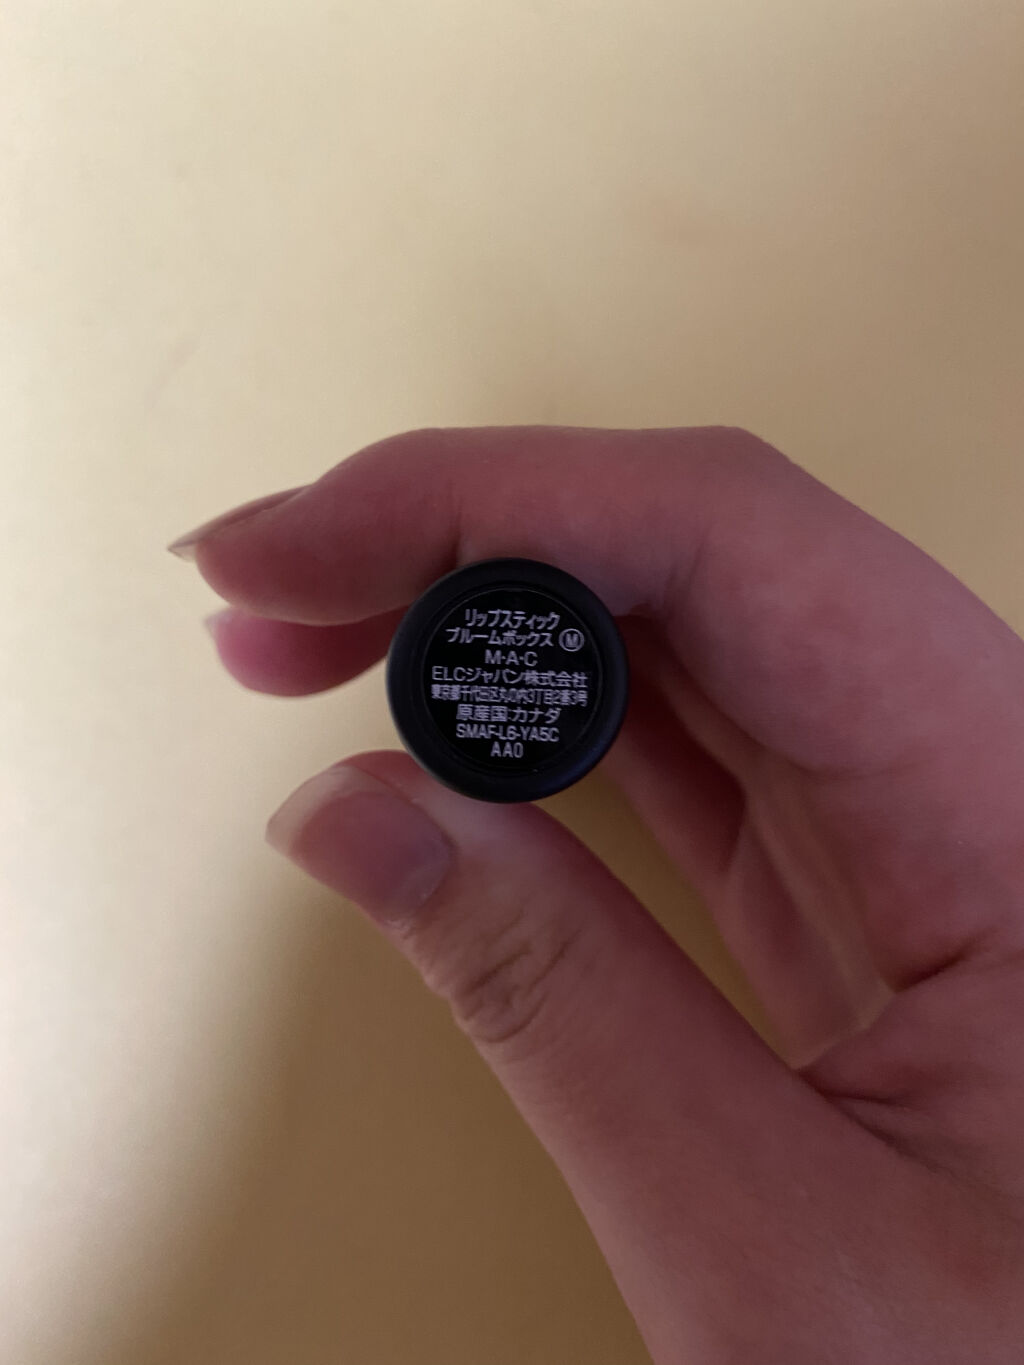 リップスティック
ブルームボックス Ⓜ
M・A・C
ELCジャパン株式会社
東京都千代田区丸の内3丁目2番3号
原産国:カナダ
SMAF-L6-YA5C
AA0